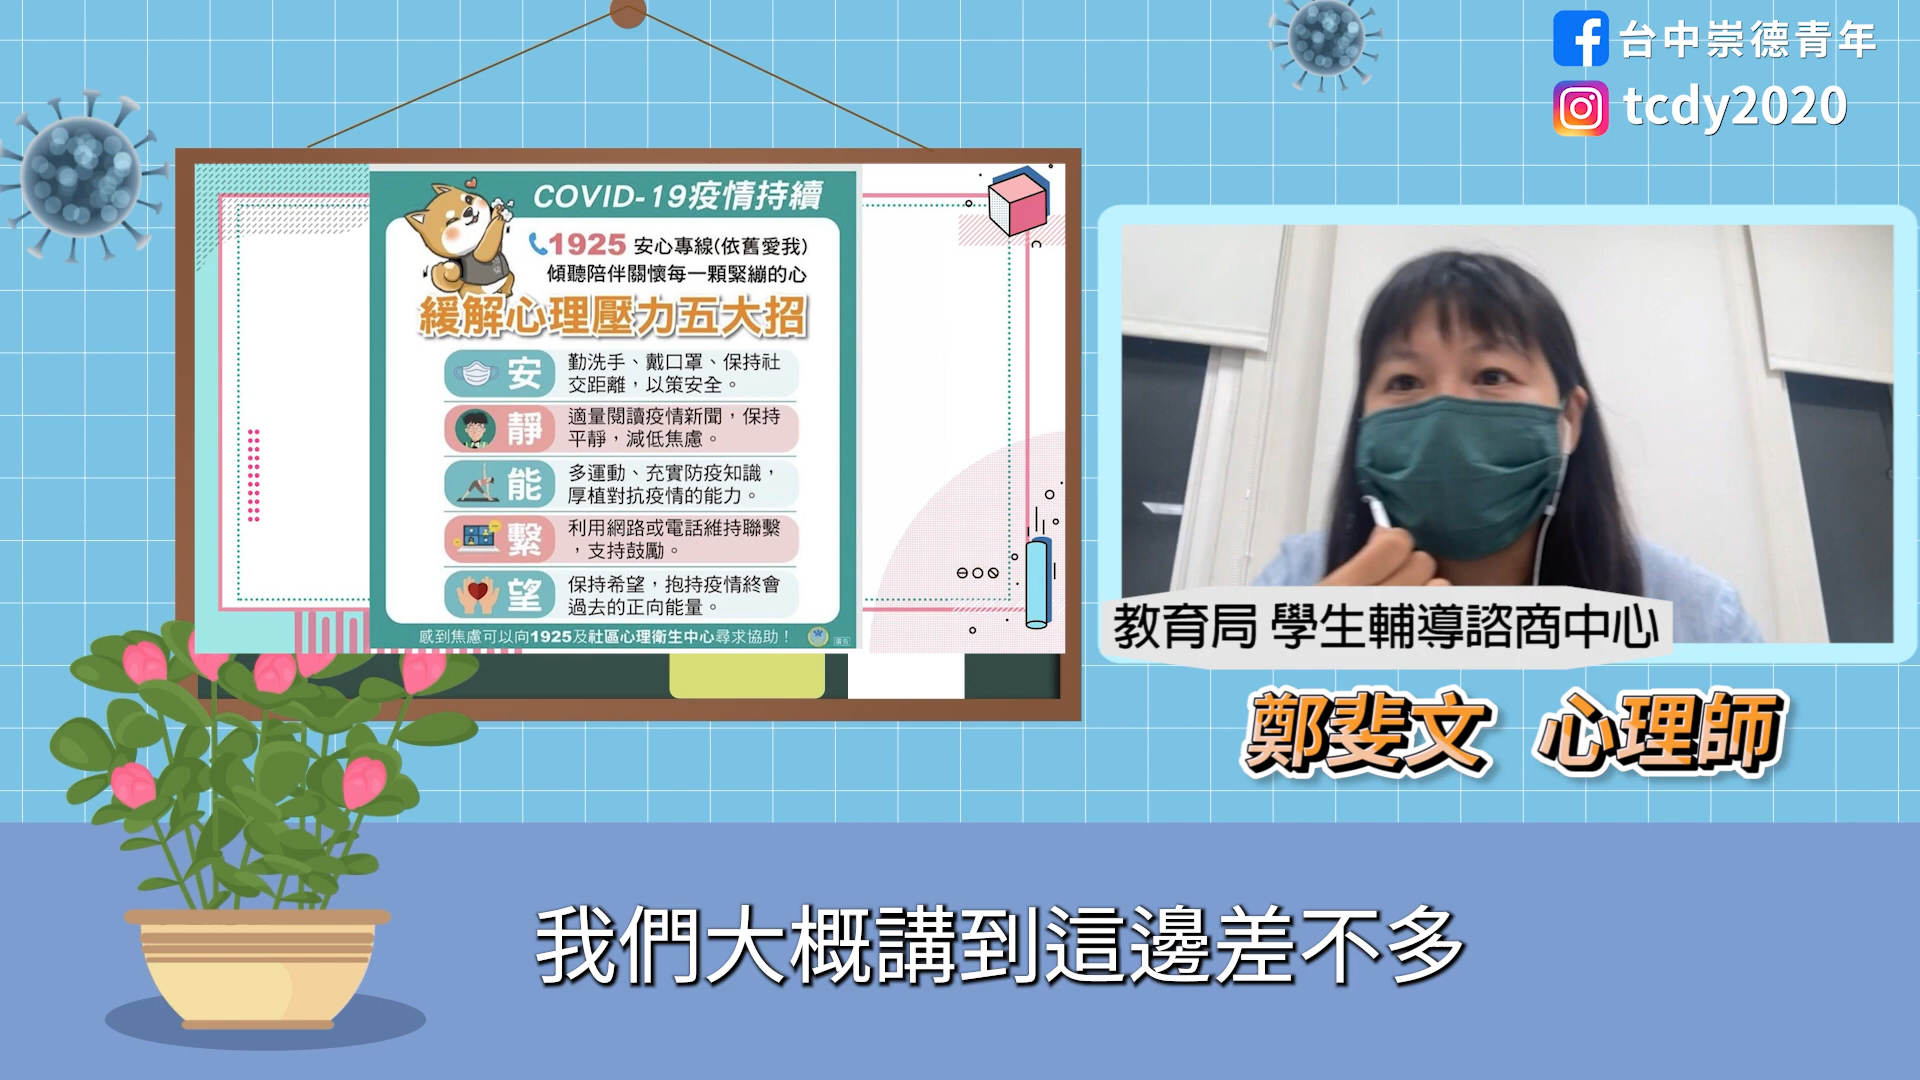 台中崇德青年
tcdy2020
COVID-19疫情持續
1925 安心專線(依舊愛我)
傾聽陪伴關懷每一顆緊繃的心
緩解心理壓力五大招
安 勤洗手、戴口罩、保持社
交距離，以策安全。
靜 適量閱讀疫情新聞，保持
平靜，減低焦慮。
能 多運動、充實防疫知識，
厚植對抗疫情的能力。
繫 利用網路或電話維持聯繫
，支持鼓勵。
望 保持希望，抱持疫情終會
過去的正向能量。
感到焦慮可以向1925及社區心理衛生中心尋求協助！
廣告
教育局 學生輔導諮商中心
鄭斐文 心理師
我們大概講到這邊差不多